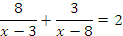 8/(x − 3) + 3/(x − 8) = 2